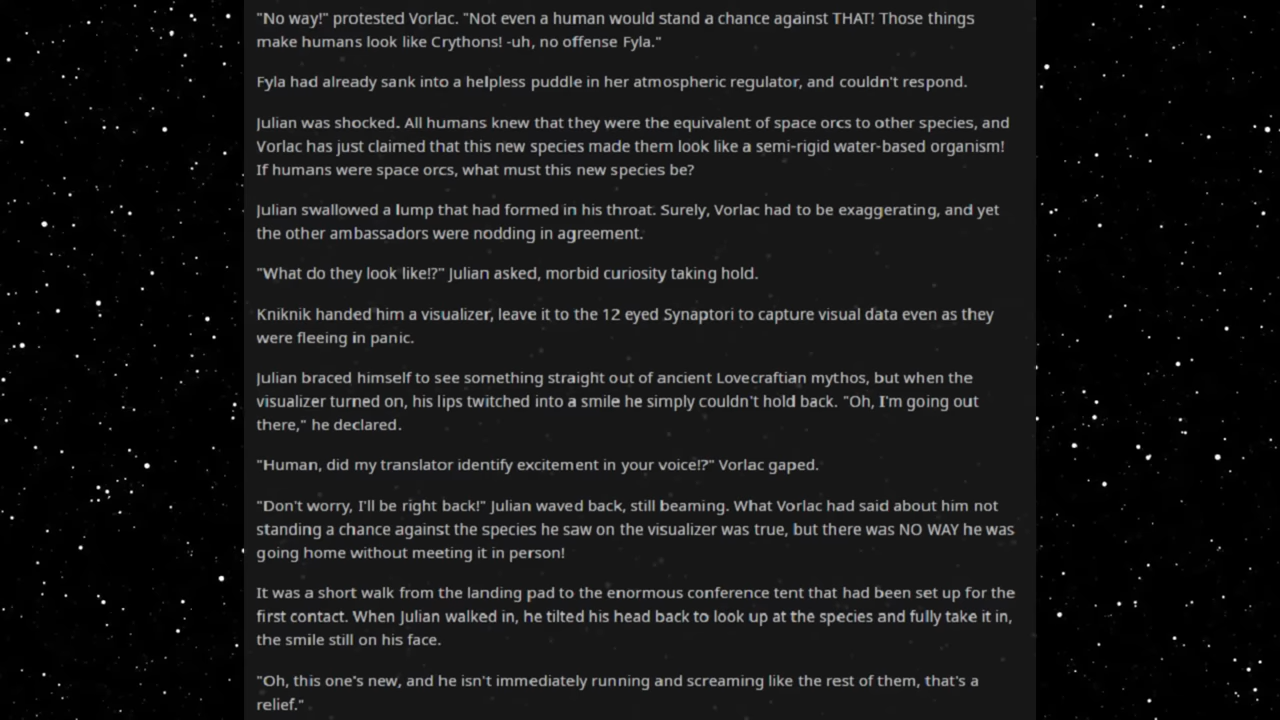 "No way!" protested Vorlac. "Not even a human would stand a chance against THAT! Those things
make humans look like Crythons! -uh, no offense Fyla."
Fyla had already sank into a helpless puddle in her atmospheric regulator, and couldn't respond.
Julian was shocked. All humans knew that they were the equivalent of space orcs to other species, and
Vorlac has just claimed that this new species made them look like a semi-rigid water-based organism!
If humans were space orcs, what must this new species be?
Julian swallowed a lump that had formed in his throat. Surely, Vorlac had to be exaggerating, and yet
the other ambassadors were nodding in agreement.
"What do they look like!?" Julian asked, morbid curiosity taking hold.
Kniknik handed him a visualizer, leave it to the 12 eyed Synaptori to capture visual data even as they
were fleeing in panic.
Julian braced himself to see something straight out of ancient Lovecraftian mythos, but when the
visualizer turned on, his lips twitched into a smile he simply couldn't hold back. "Oh, I'm going out
there," he declared.
"Human, did my translator identify excitement in your voice!?" Vorlac gaped.
"Don't worry, I'll be right back!" Julian waved back, still beaming. What Vorlac had said about him not
standing a chance against the species he saw on the visualizer was true, but there was NO WAY he was
going home without meeting it in person!
It was a short walk from the landing pad to the enormous conference tent that had been set up for the
first contact. When Julian walked in, he tilted his head back to look up at the species and fully take it in,
the smile still on his face.
"Oh, this one's new, and he isn't immediately running and screaming like the rest of them, that's a
relief."